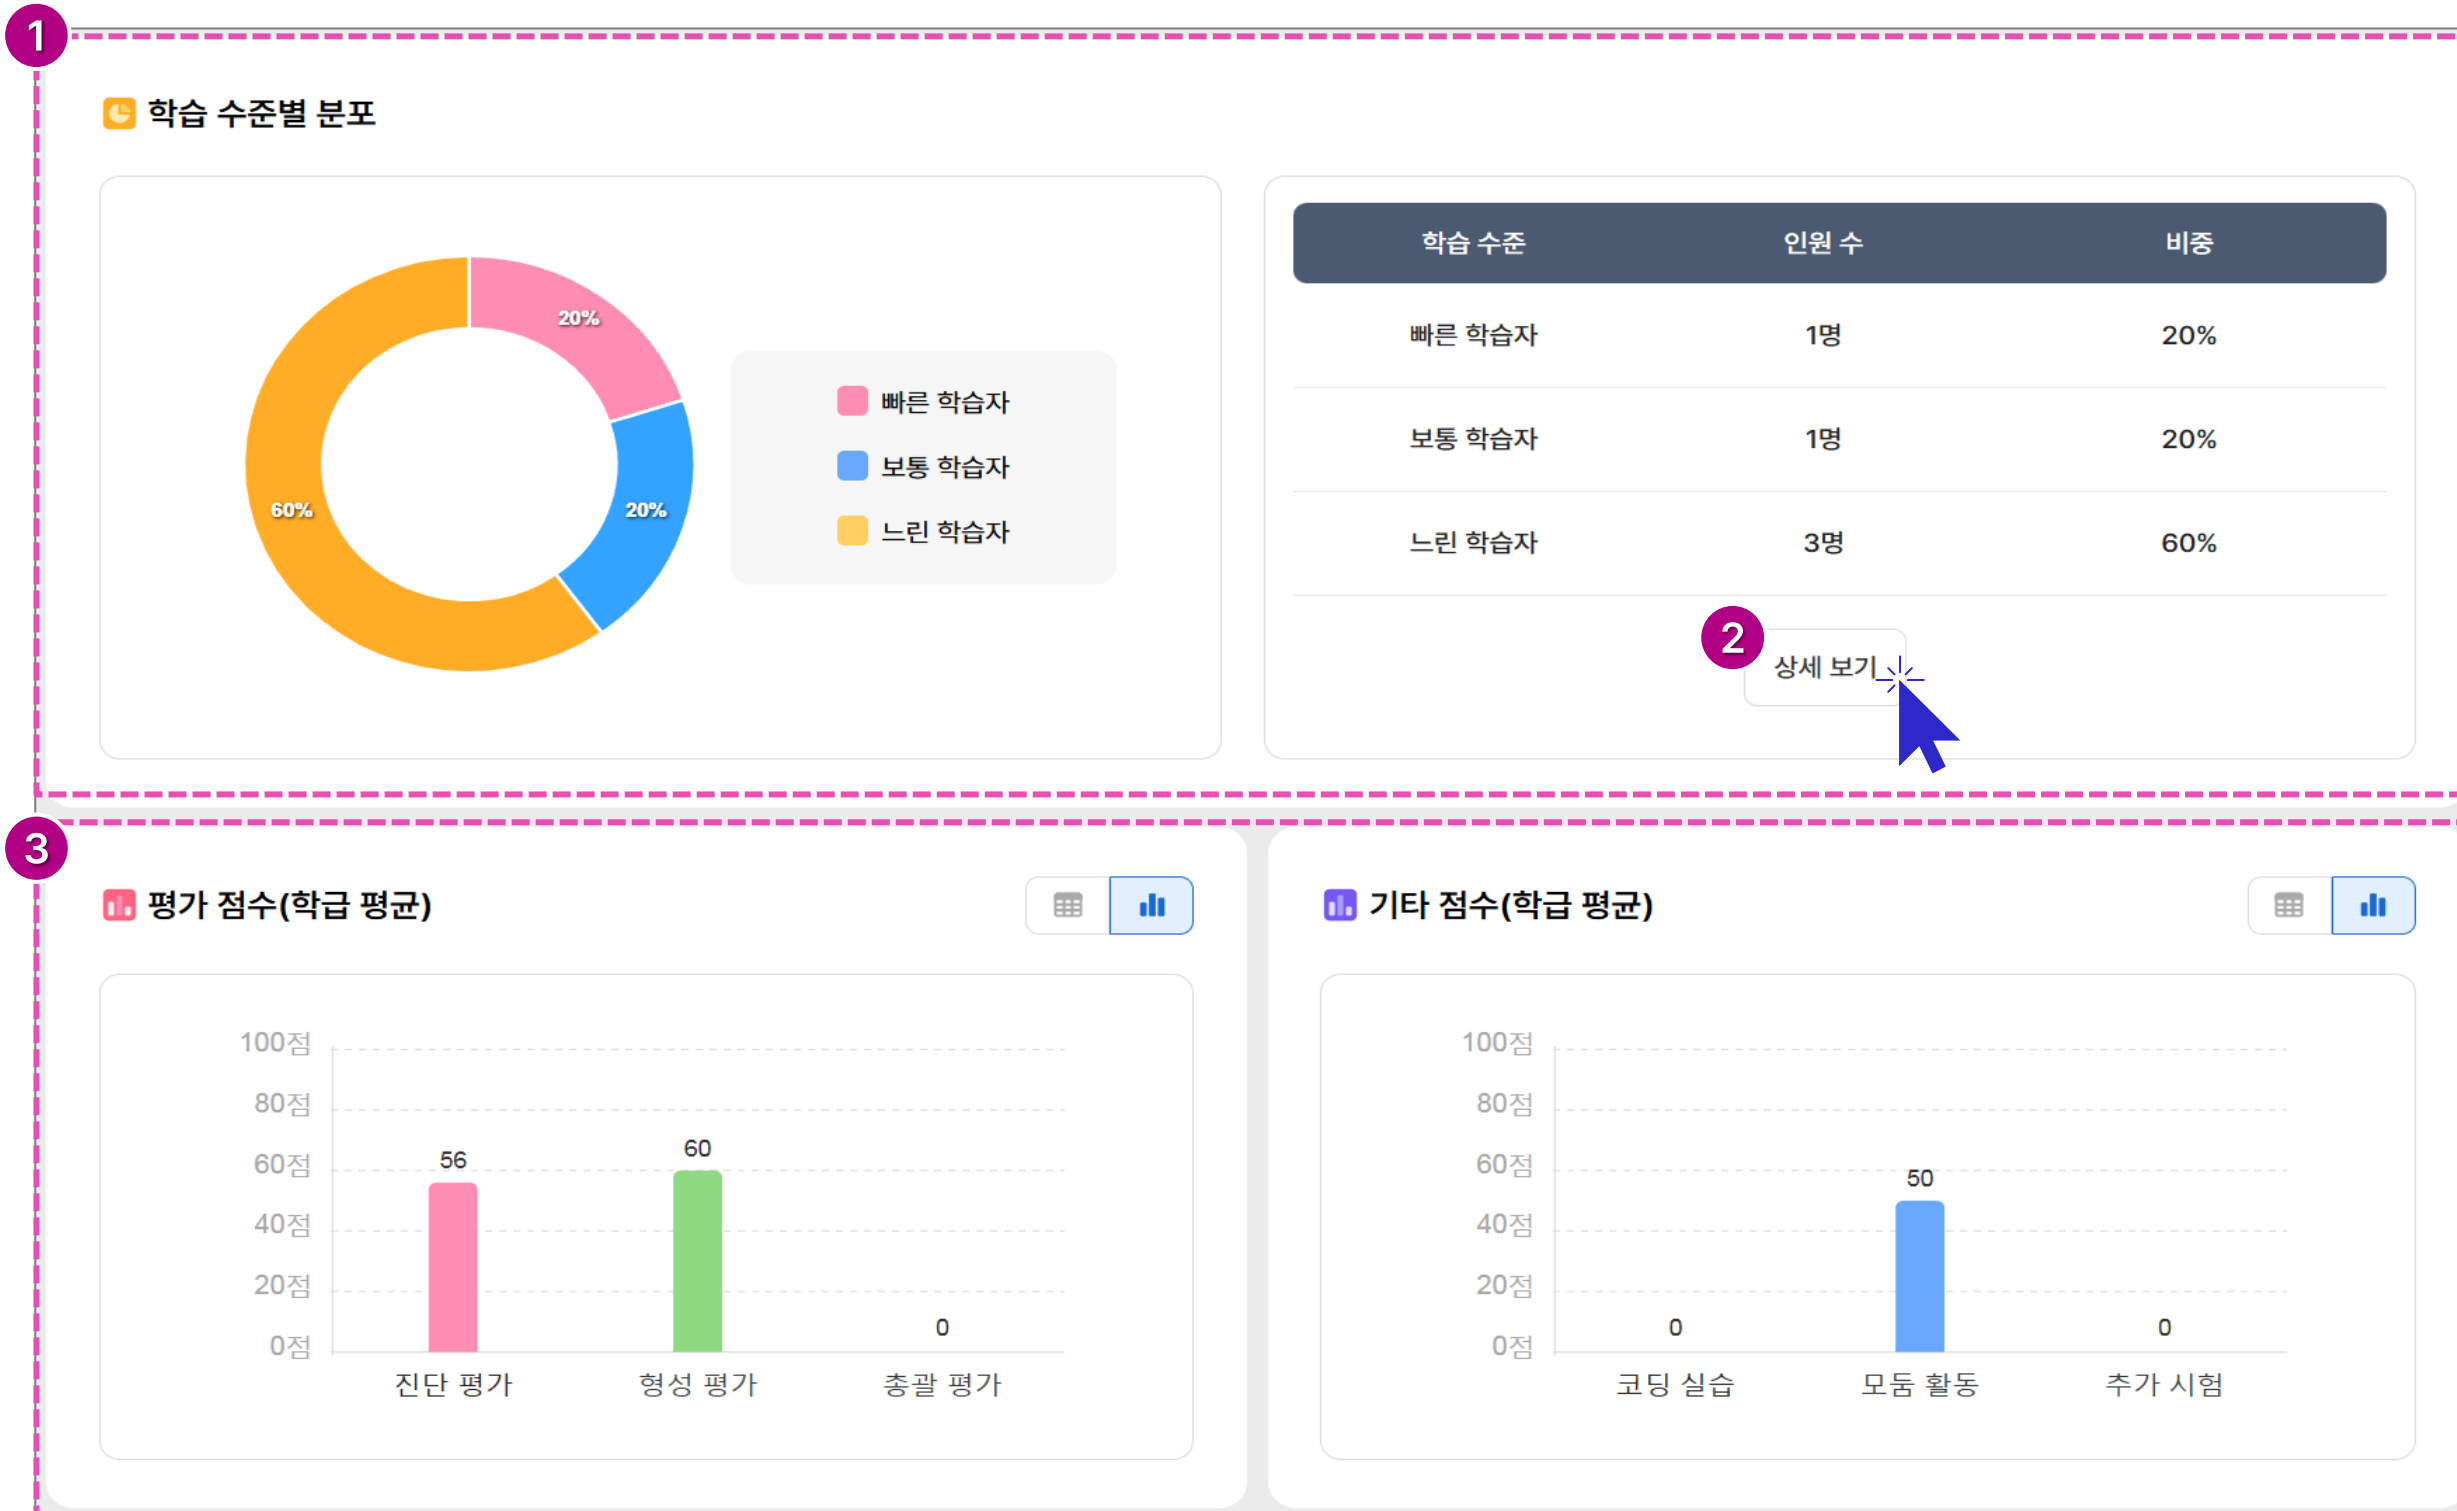 1
학습 수준별 분포
20%
20%
60%
빠른 학습자
보통 학습자
느린 학습자
학습 수준 인원 수 비중
빠른 학습자 1명 20%
보통 학습자 1명 20%
느린 학습자 3명 60%
2
상세 보기
3
평가 점수(학급 평균)
100점
80점
60점
40점
20점
0점
56
60
0
진단 평가 형성 평가 총괄 평가
기타 점수(학급 평균)
100점
80점
60점
40점
20점
0점
0
50
0
코딩 실습 모둠 활동 추가 시험